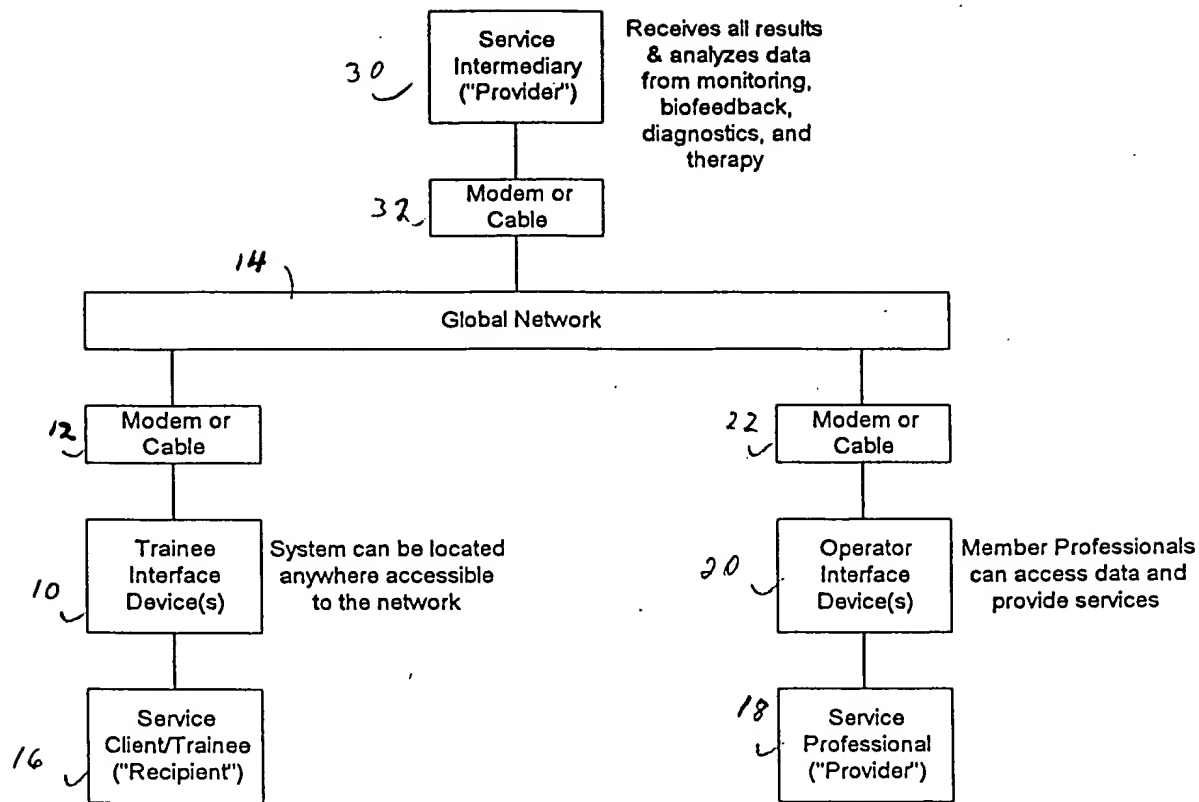 Service
Intermediary
("Provider")
Receives all results
& analyzes data
from monitoring,
biofeedback,
diagnostics, and
therapy
30
Modem or
Cable
32
14
Global Network
12
Modem or
Cable
22
Modem or
Cable
Trainee
Interface
Device(s)
10
System can be located
anywhere accessible
to the network
20
Operator
Interface
Device(s)
Member Professionals
can access data and
provide services
16
Service
Client/Trainee
("Recipient")
18
Service
Professional
("Provider")